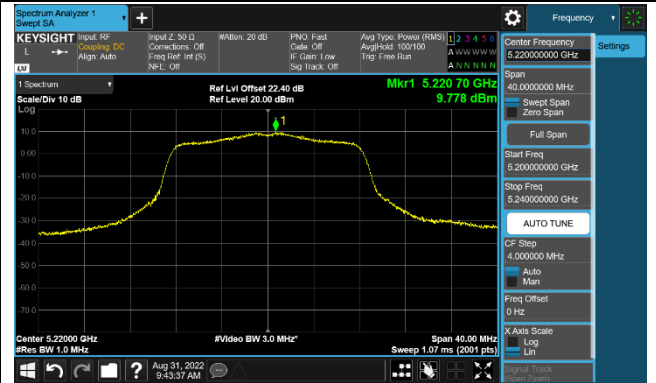 Spectrum Analyzer 1
Swept SA
Frequency
KEYSIGHT
L
LXI
Input: RF
Coupling: DC
Align: Auto
Input Z: 50 Ω
Corrections: Off
Freq Ref: Int (S)
NFE: Off
#Atten: 20 dB
PNO: Fast
Gate: Off
IF Gain: Low
Sig Track: Off
Avg Type: Power (RMS)
Avg|Hold: 100/100
Trig: Free Run
1 2 3 4 5 6
A W W W W W
A N N N N N
1 Spectrum
Scale/Div 10 dB
Log
Ref Lvl Offset 22.40 dB
Ref Level 20.00 dBm
Mkr1 5.220 70 GHz
9.778 dBm
1
10.0
0.00
-10.0
-20.0
-30.0
-40.0
-50.0
-60.0
-70.0
Center 5.22000 GHz
#Res BW 1.0 MHz
#Video BW 3.0 MHz*
Span 40.00 MHz
Sweep 1.07 ms (2001 pts)
Center Frequency
5.220000000 GHz
Settings
Span
40.0000000 MHz
Swept Span
Zero Span
Full Span
Start Freq
5.200000000 GHz
Stop Freq
5.240000000 GHz
AUTO TUNE
CF Step
4.000000 MHz
Auto
Man
Freq Offset
0 Hz
X Axis Scale
Log
Lin
Signal Track
(Span Zoom)
Aug 31, 2022
9:43:37 AM